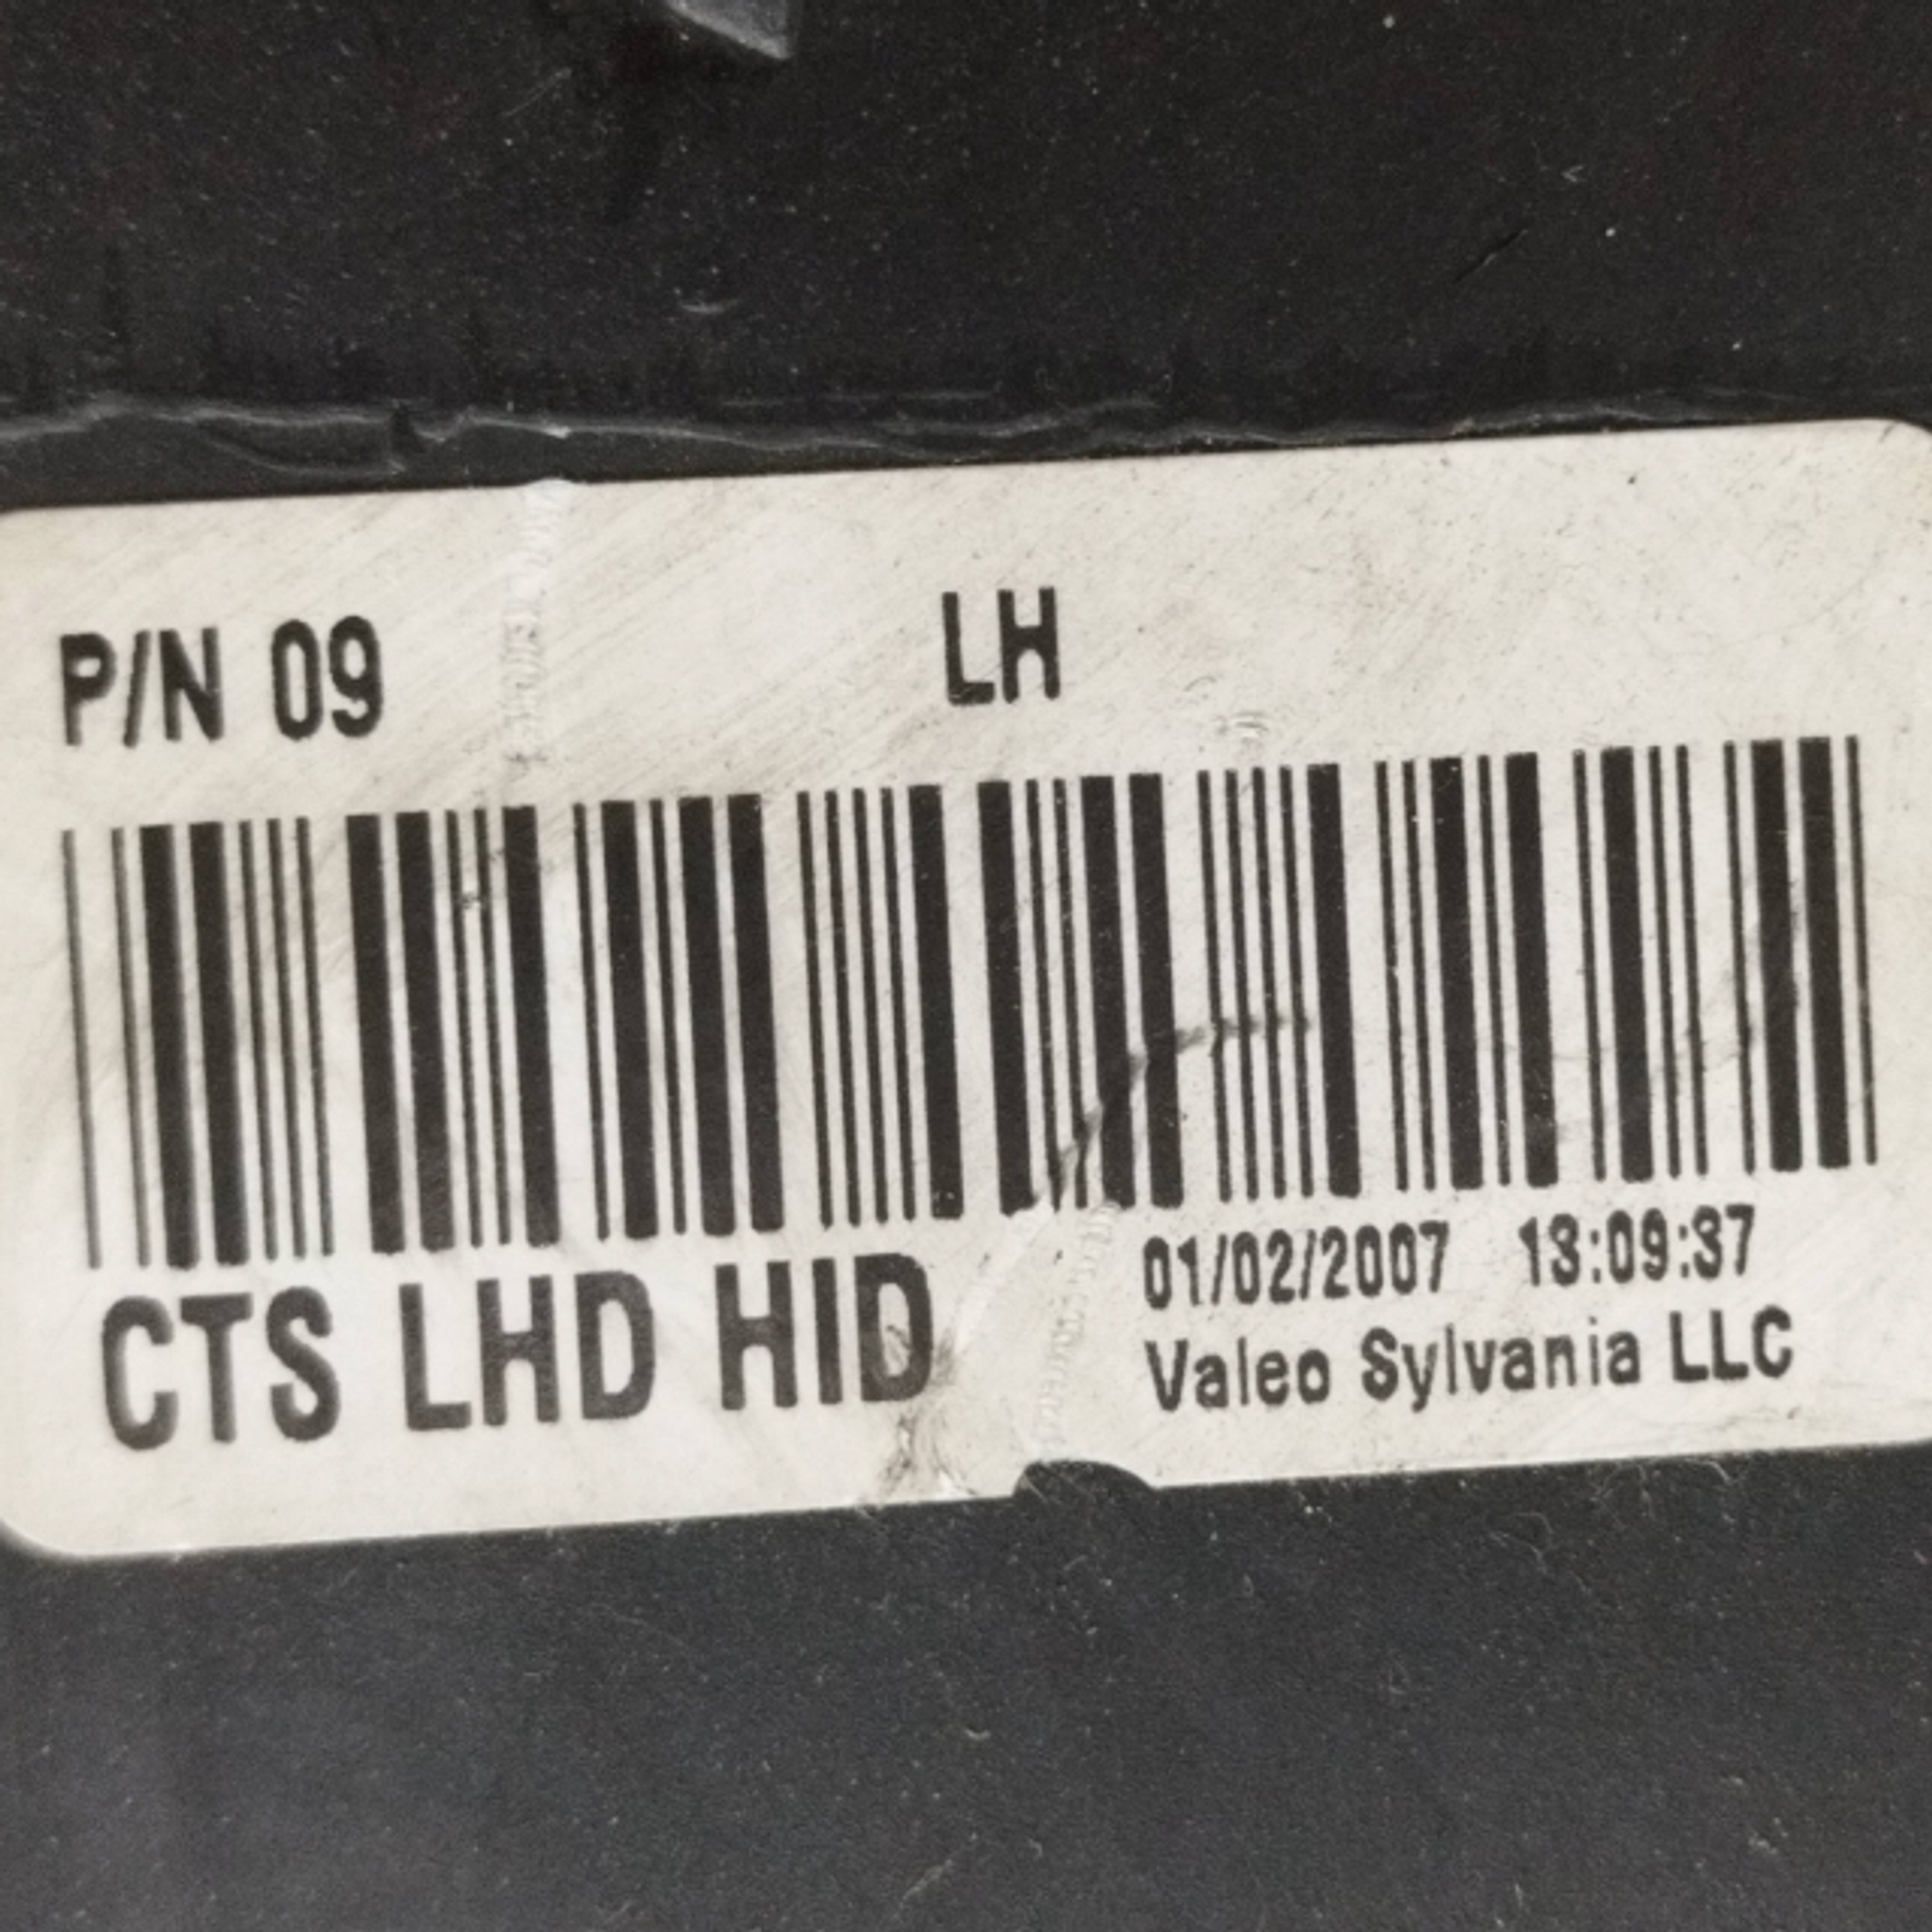 P/N 09 LH
CTS LHD HID
01/02/2007 13:09:37
Valeo Sylvania LLC